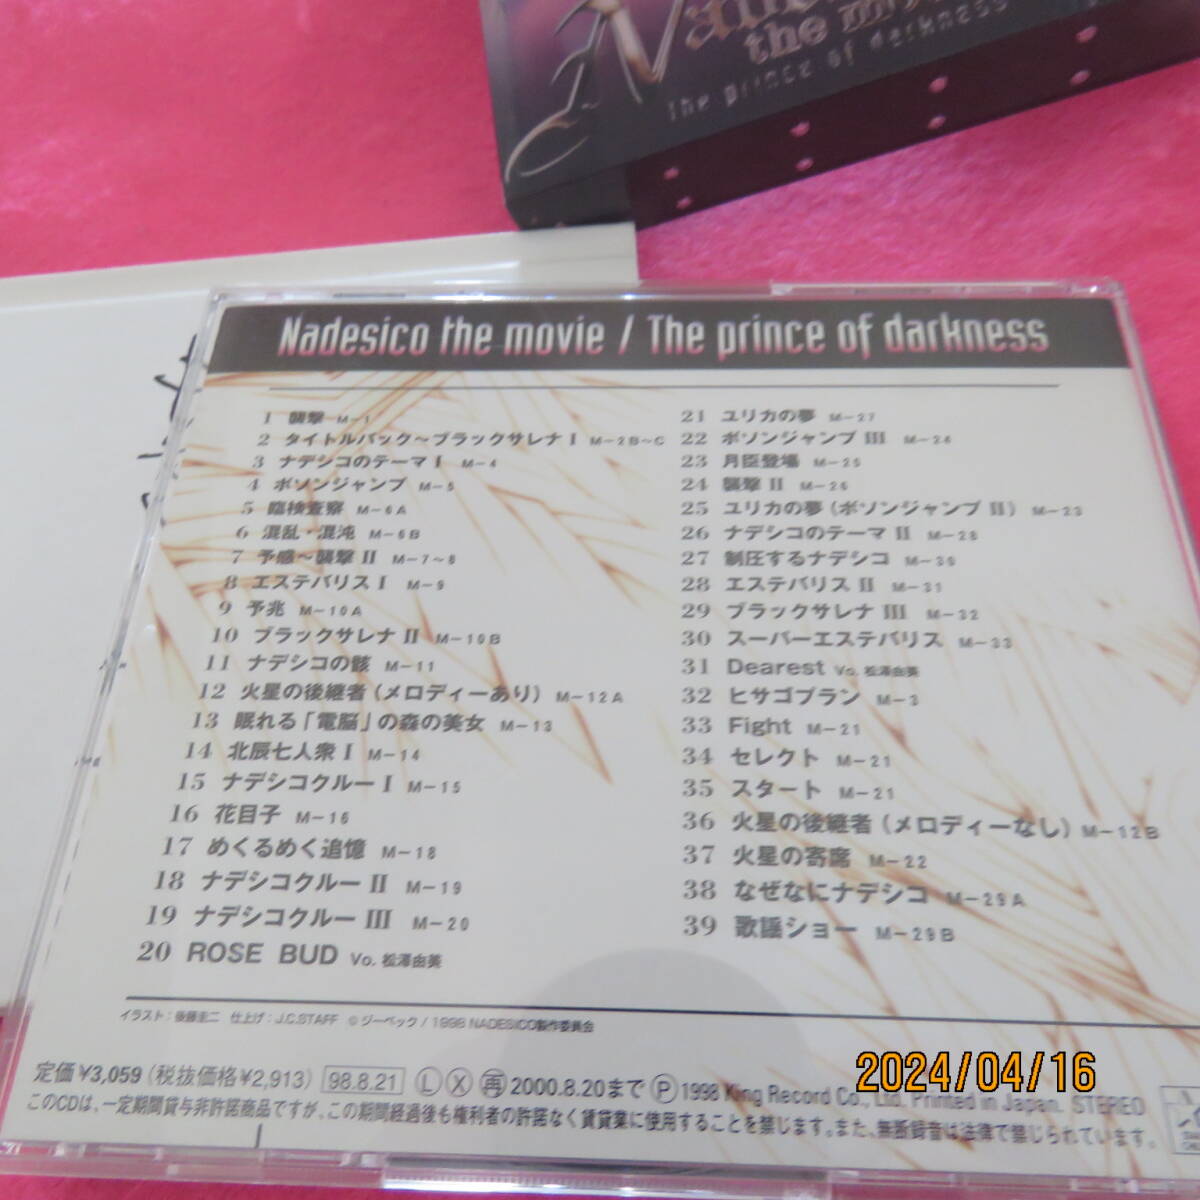 the
The prince of darkness
Nadesico the movie / The prince of darkness
1 襲撃 M-1
2 タイトルバック〜ブラックサレナ I M-2B〜C
3 ナデシコのテーマ I M-4
4 ボソンジャンプ M-5
5 臨検査察 M-6A
6 混乱・混沌 M-6B
7 予感〜襲撃 II M-7〜8
8 エステバリス I M-9
9 予兆 M-10A
10 ブラックサレナ II M-10B
11 ナデシコの骸 M-11
12 火星の後継者(メロディーあり) M-12A
13 眠れる「電脳」の森の美女 M-13
14 北辰七人衆 I M-14
15 ナデシコクルー I M-15
16 花目子 M-16
17 めくるめく追憶 M-18
18 ナデシコクルー II M-19
19 ナデシコクルー III M-20
20 ROSE BUD Vo. 松澤由美
21 ユリカの夢 M-27
22 ボソンジャンプ III M-24
23 月臣登場 M-25
24 襲撃 II M-26
25 ユリカの夢(ボソンジャンプ II) M-23
26 ナデシコのテーマ II M-28
27 制圧するナデシコ M-30
28 エステバリス II M-31
29 ブラックサレナ III M-32
30 スーパーエステバリス M-33
31 Dearest Vo. 松澤由美
32 ヒサゴプラン M-3
33 Fight M-21
34 セレクト M-21
35 スタート M-21
36 火星の後継者(メロディーなし) M-12B
37 火星の寄席 M-22
38 なぜなにナデシコ M-29A
39 歌謡ショー M-29B
イラスト:後藤圭二 仕上げ:J.C.STAFF ©ジーベック/1998 NADESICO製作委員会
定価¥3,059(税抜価格¥2,913) 98.8.21 Ⓛ Ⓧ 再 2000.8.20まで Ⓟ 1998 King Record Co., Ltd. Printed in Japan. STEREO
このCDは、一定期間貸与非許諾商品ですが、この期間経過後も権利者の許諾なく賃貸業に使用することを禁じます。また、無断録音は法律で禁じられています。
2024/04/16